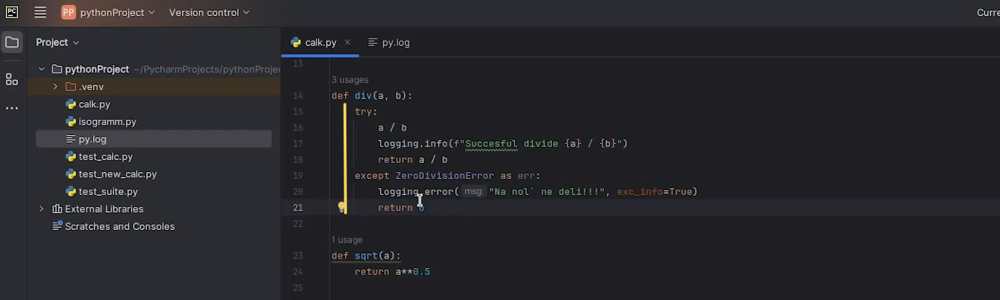 PC PP pythonProject Version control Curre
Project
calk.py py.log
pythonProject ~/PycharmProjects/pythonProjec
.venv
calk.py
isogramm.py
py.log
test_calc.py
test_new_calc.py
test_suite.py
External Libraries
Scratches and Consoles
13
3 usages
14 def div(a, b):
15 try:
16 a / b
17 logging.info(f"Succesful divide {a} / {b}")
18 return a / b
19 except ZeroDivisionError as err:
20 logging.error( msg: "Na nol` ne deli!!!", exc_info=True)
21 return 0
22
1 usage
23 def sqrt(a):
24 return a**0.5
25